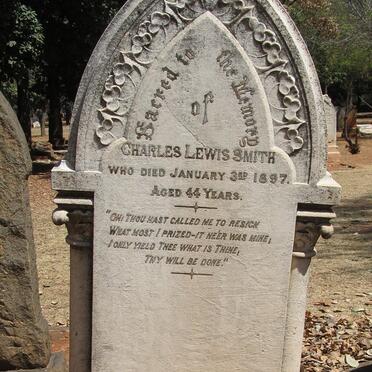 Sacred to the Memory
of
CHARLES LEWIS SMITH
WHO DIED JANUARY 3RD 1897.
AGED 44 YEARS.
"OH! THOU HAST CALLED ME TO RESIGN
WHAT MOST I PRIZED-IT NE'ER WAS MINE;
I ONLY YIELD THEE WHAT IS THINE;
THY WILL BE DONE."